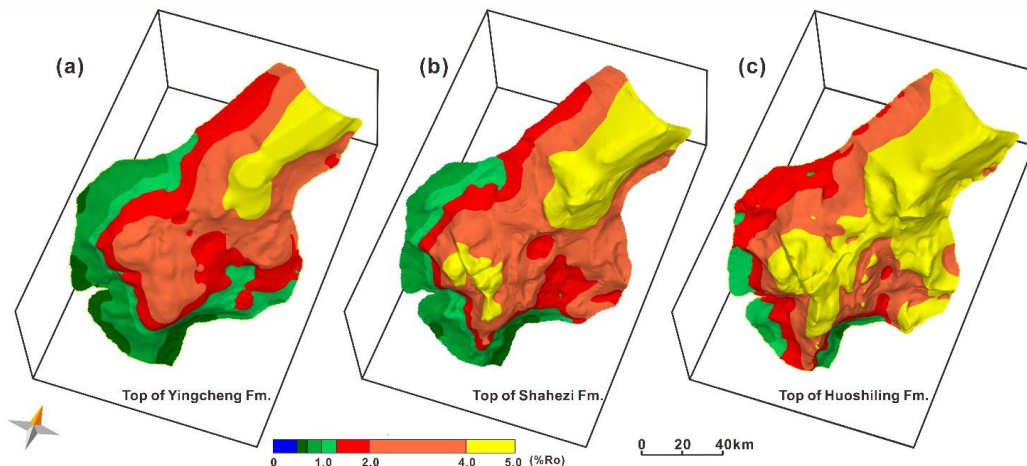 (a)
(b)
(c)
Top of Yingcheng Fm.
Top of Shahezi Fm.
Top of Huoshiling Fm.
0 1.0 2.0 4.0 5.0 (%Ro)
0 20 40km